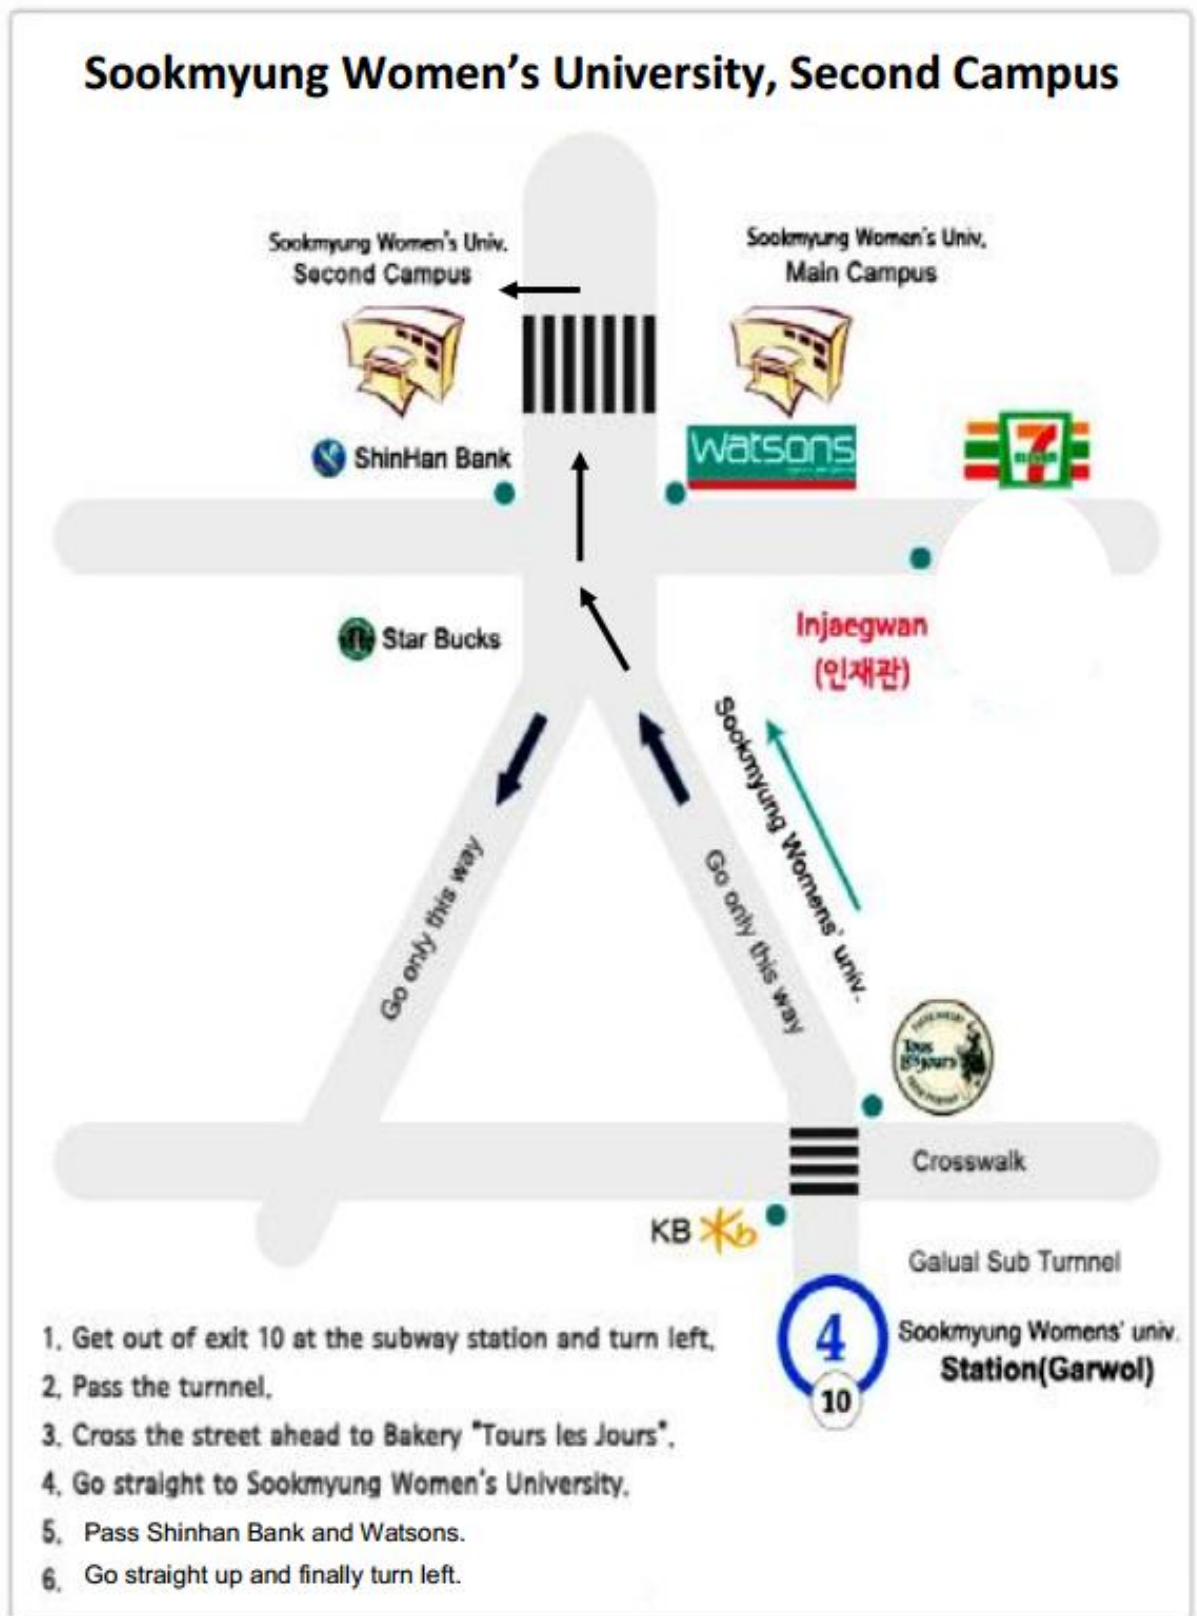 Sookmyung Women's University, Second Campus
Sookmyung Women's Univ.
Second Campus
Sookmyung Women's Univ.
Main Campus
ShinHan Bank
watsons
7
Star Bucks
Injaegwan
(인재관)
Sookmyung Womens' univ.
Go only this way
Go only this way
Tous
les Jours
Crosswalk
KB
Galual Sub Turnnel
4
10
Sookmyung Womens' univ.
Station(Garwol)
1. Get out of exit 10 at the subway station and turn left.
2. Pass the turnnel.
3. Cross the street ahead to Bakery "Tours les Jours".
4. Go straight to Sookmyung Women's University.
5. Pass Shinhan Bank and Watsons.
6. Go straight up and finally turn left.